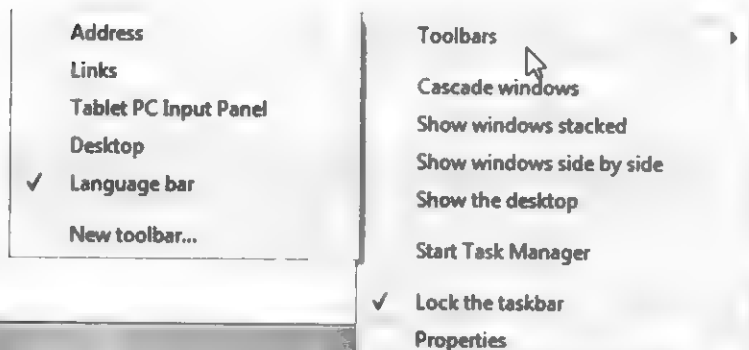 Address
Links
Tablet PC Input Panel
Desktop
Language bar
New toolbar...
Toolbars
Cascade windows
Show windows stacked
Show windows side by side
Show the desktop
Start Task Manager
Lock the taskbar
Properties